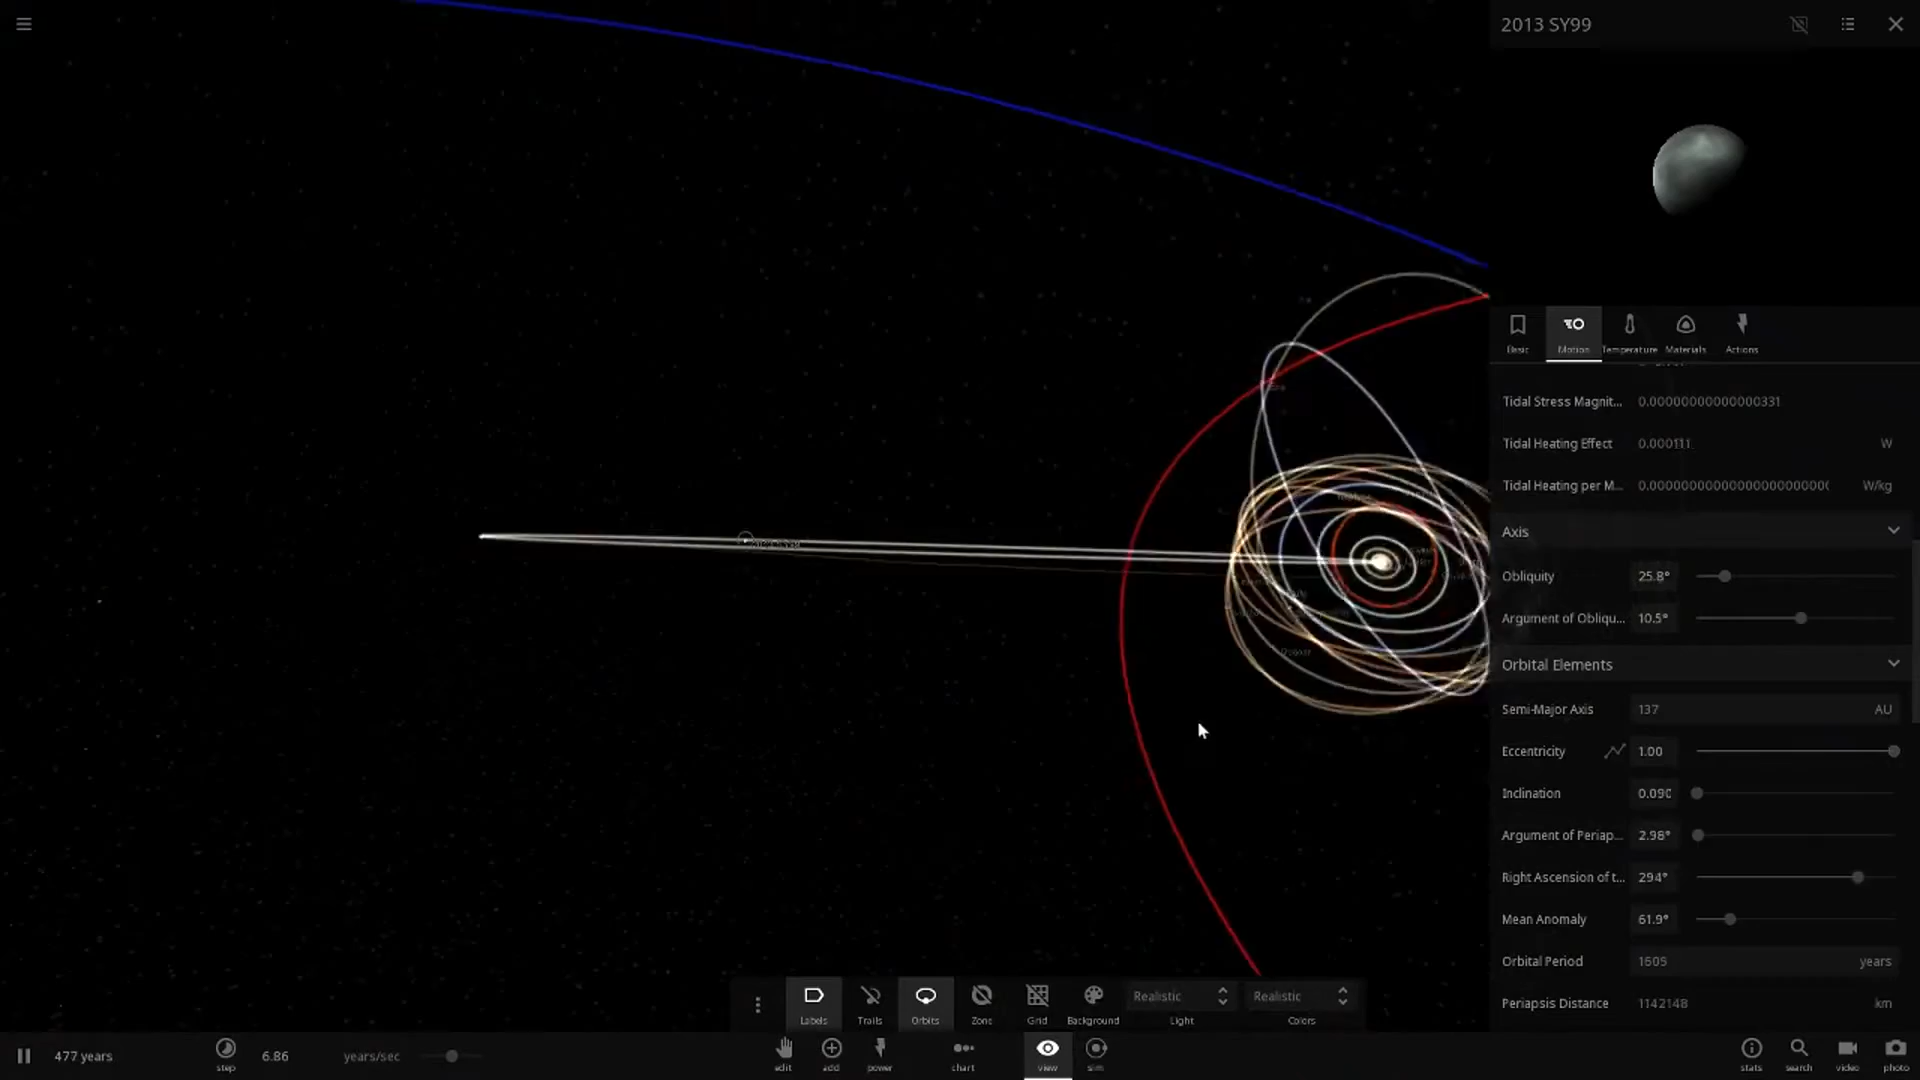 2013 SY99
Basic
Motion
Temperature
Materials
Actions
Tidal Stress Magnit... 0.00000000000000331
Tidal Heating Effect 0.000111 W
Tidal Heating per M... W/kg
Axis
Obliquity 25.8°
Argument of Obliqu... 10.5°
Orbital Elements
Semi-Major Axis 137 AU
Eccentricity 1.00
Inclination
Argument of Periap... 2.98°
Right Ascension of t... 294°
Mean Anomaly 61.9°
Orbital Period 1605 years
Periapsis Distance 1142148 km
Labels
Trails
Orbits
Zone
Grid
Background
Realistic
Light
Realistic
Colors
477 years
step
6.86 years/sec
edit
add
power
chart
view
sim
stats
search
video
photo